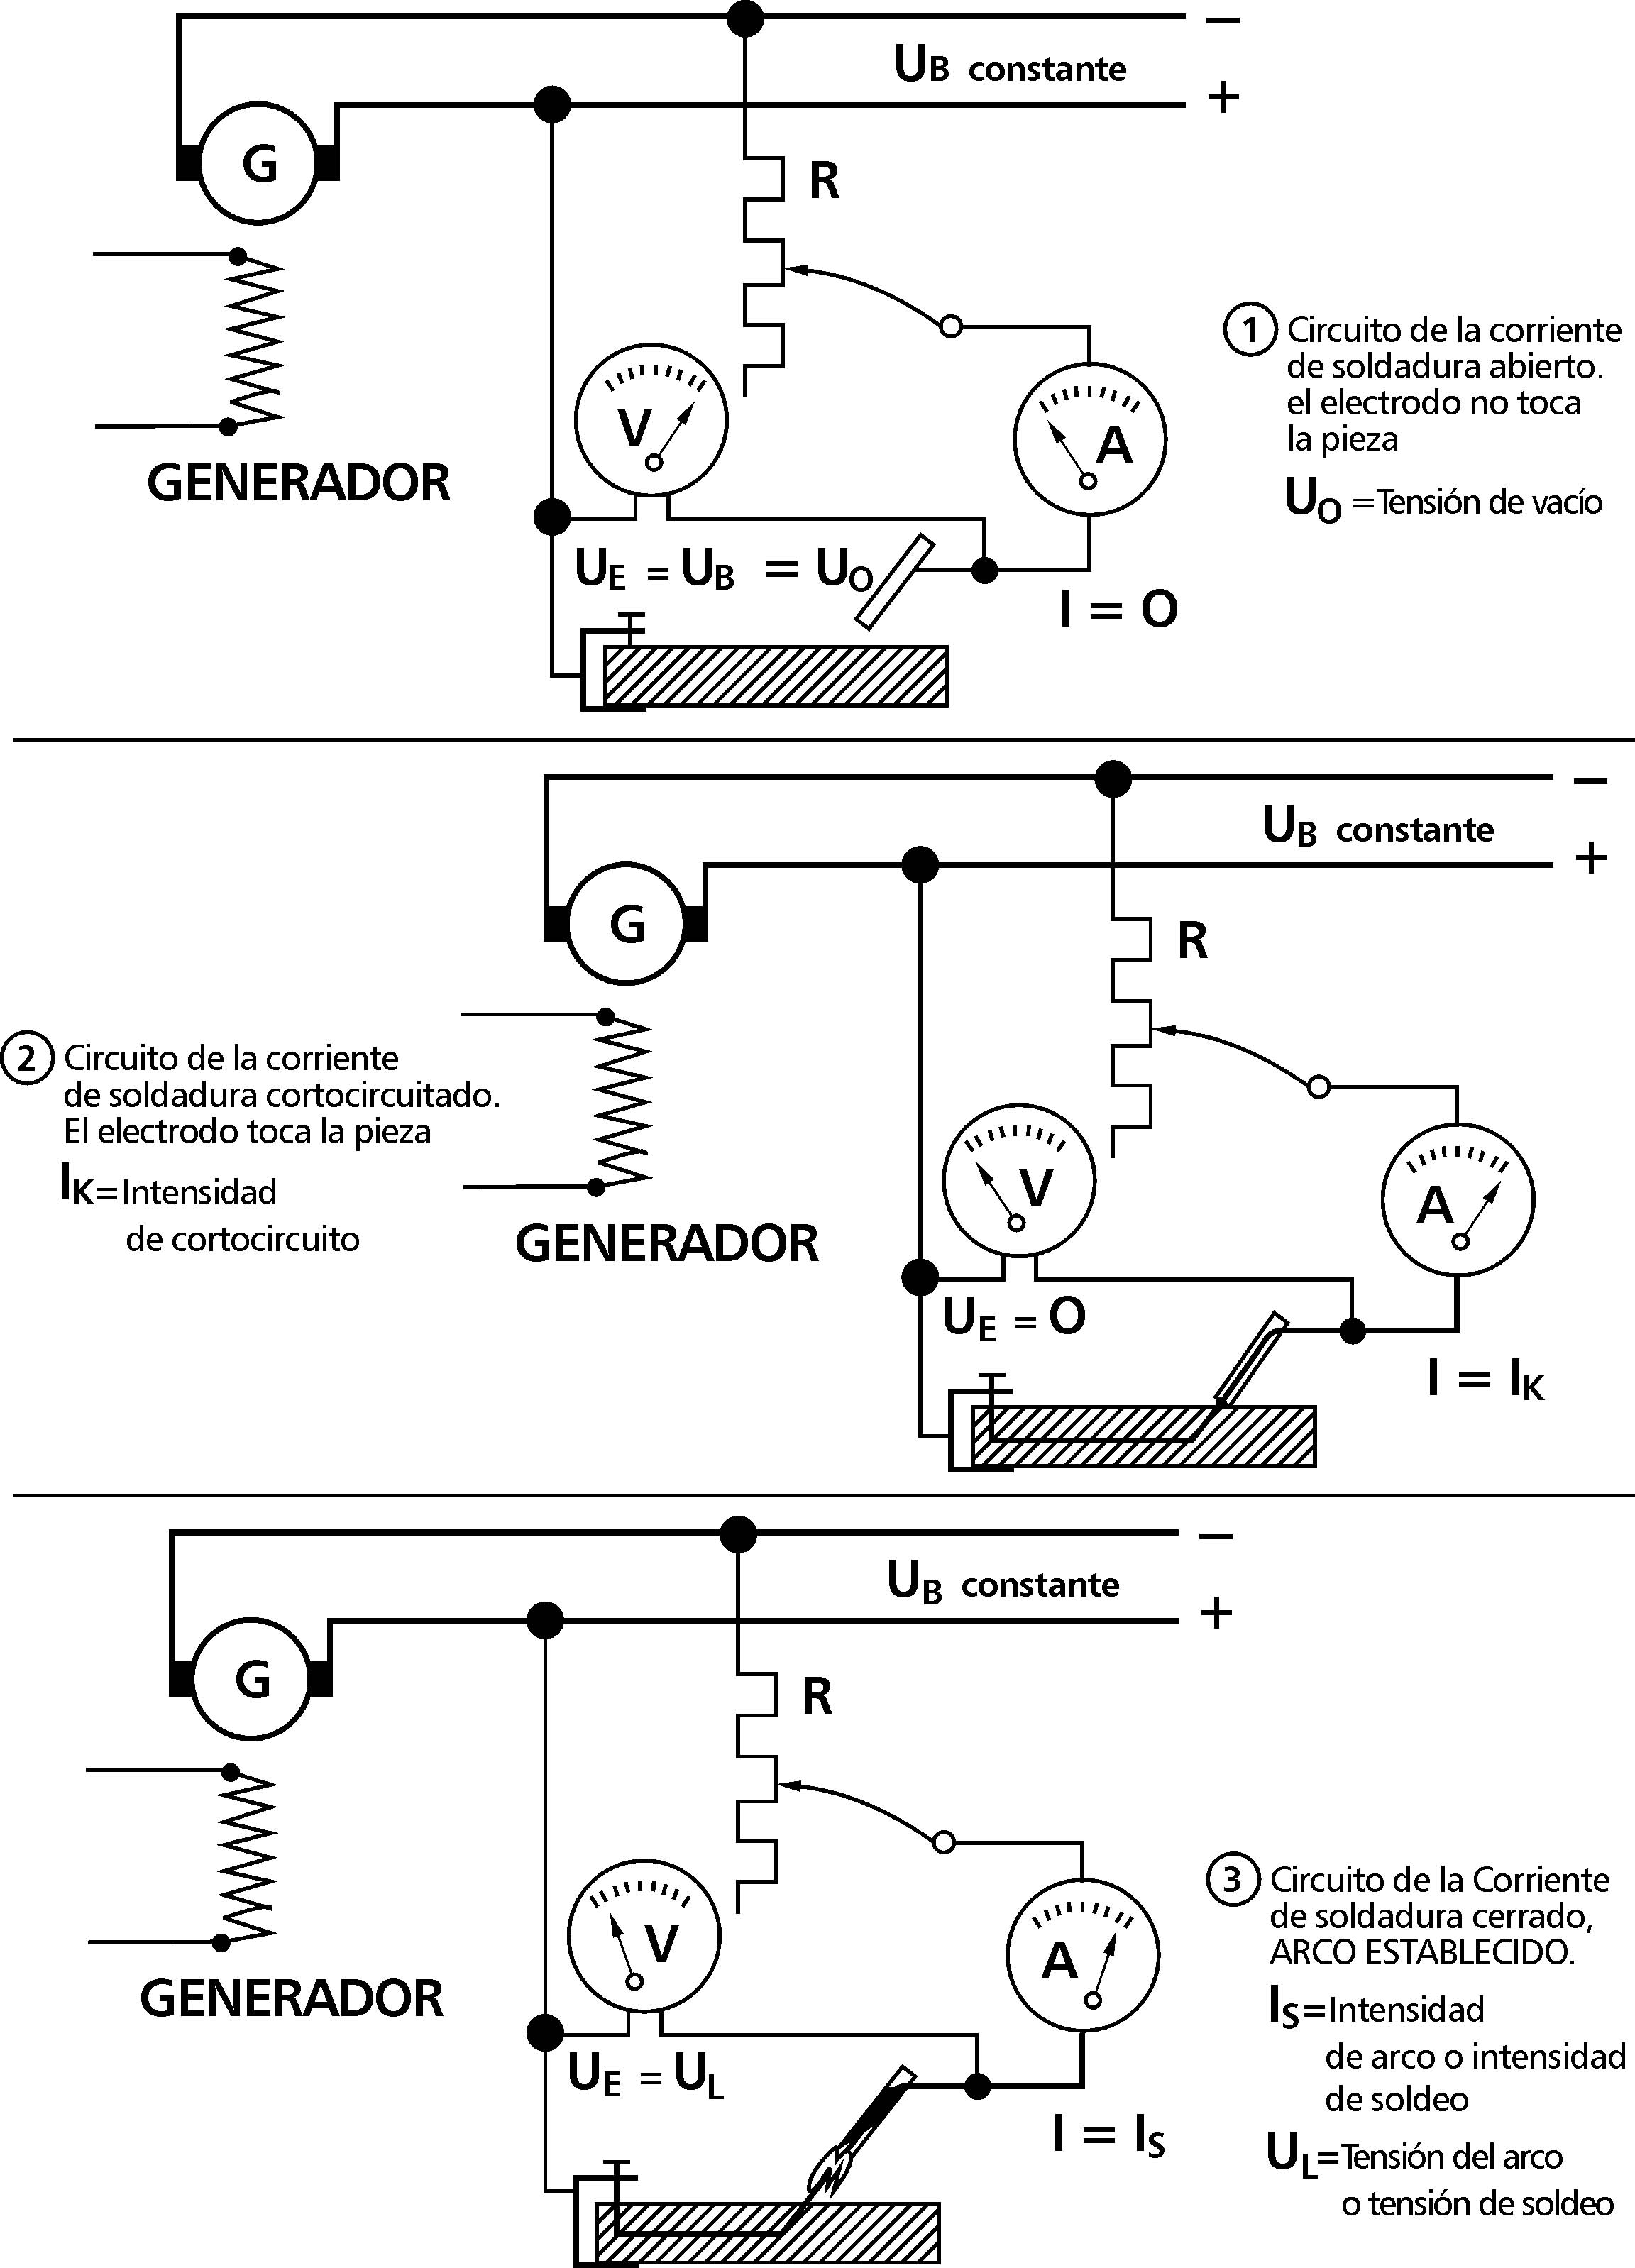 −
UB constante
+
G
R
1 Circuito de la corriente
de soldadura abierto.
el electrodo no toca
la pieza
V
A
GENERADOR
UO =Tensión de vacío
UE = UB = UO
I = O
−
UB constante
+
G
R
2 Circuito de la corriente
de soldadura cortocircuitado.
El electrodo toca la pieza
IK=Intensidad
de cortocircuito
V
A
GENERADOR
UE = O
I = IK
−
UB constante
+
G
R
3 Circuito de la Corriente
de soldadura cerrado,
ARCO ESTABLECIDO.
V
A
GENERADOR
IS=Intensidad
de arco o intensidad
de soldeo
UE = UL
I = IS
UL=Tensión del arco
o tensión de soldeo